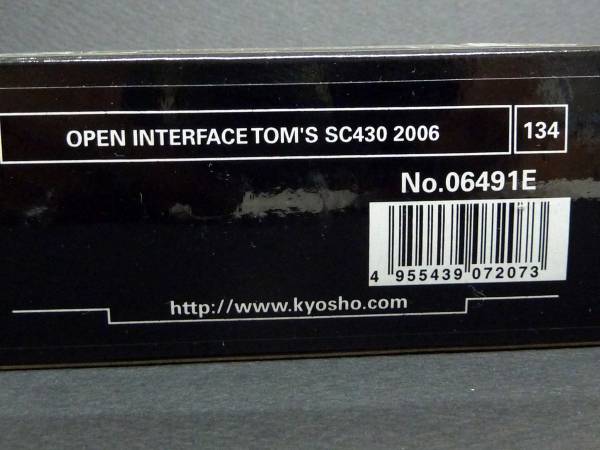 OPEN INTERFACE TOM'S SC430 2006
134
No.06491E
4 955439 072073
http://www.kyosho.com